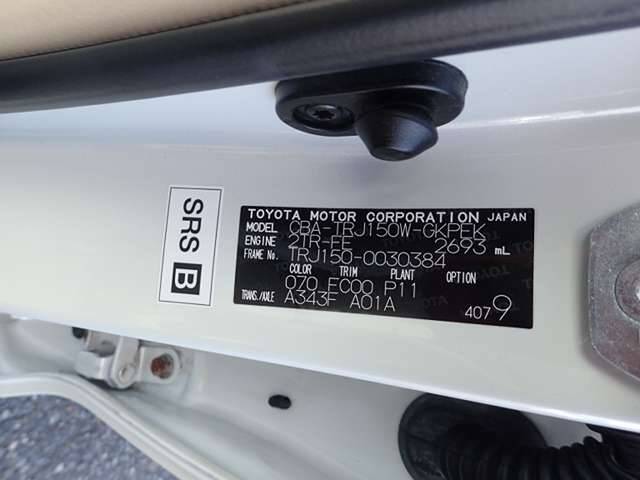 SRS B
TOYOTA MOTOR CORPORATION JAPAN
MODEL CBA-TRJ150W-GKPEK
ENGINE 2TR-FE 2693 mL
FRAME No. TRJ150-0030384
COLOR TRIM PLANT OPTION
070 FC00 P11
TRANS./AXLE A343F A01A
4079